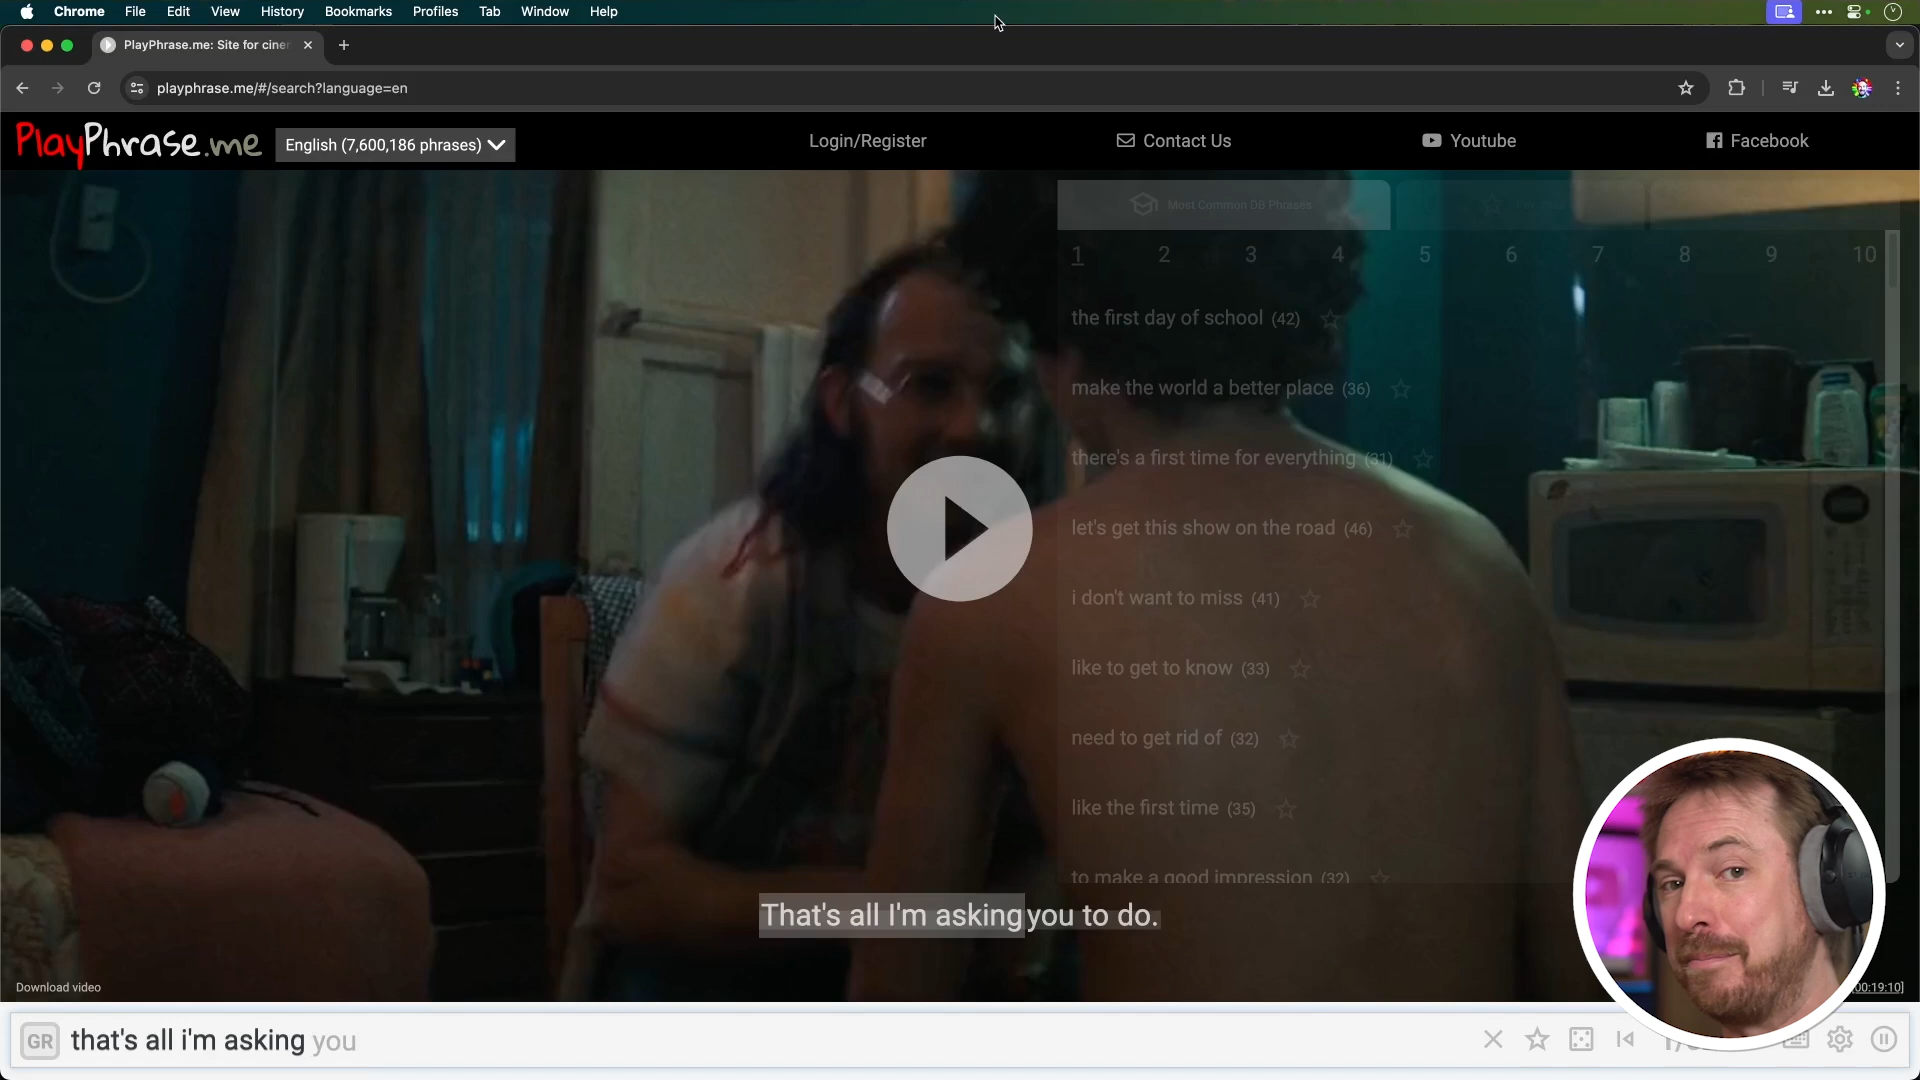 Chrome File Edit View History Bookmarks Profiles Tab Window Help
PlayPhrase.me: Site for ciner
playphrase.me/#/search?language=en
PlayPhrase.me English (7,600,186 phrases) Login/Register Contact Us Youtube Facebook
Most Common DB Phrases
1 2 3 4 5 6 7 8 9 10
the first day of school (42)
make the world a better place (36)
there's a first time for everything (31)
let's get this show on the road (46)
i don't want to miss (41)
like to get to know (33)
need to get rid of (32)
like the first time (35)
to make a good impression (32)
That's all I'm asking you to do.
Download video
00:19:10]
GR that's all i'm asking you